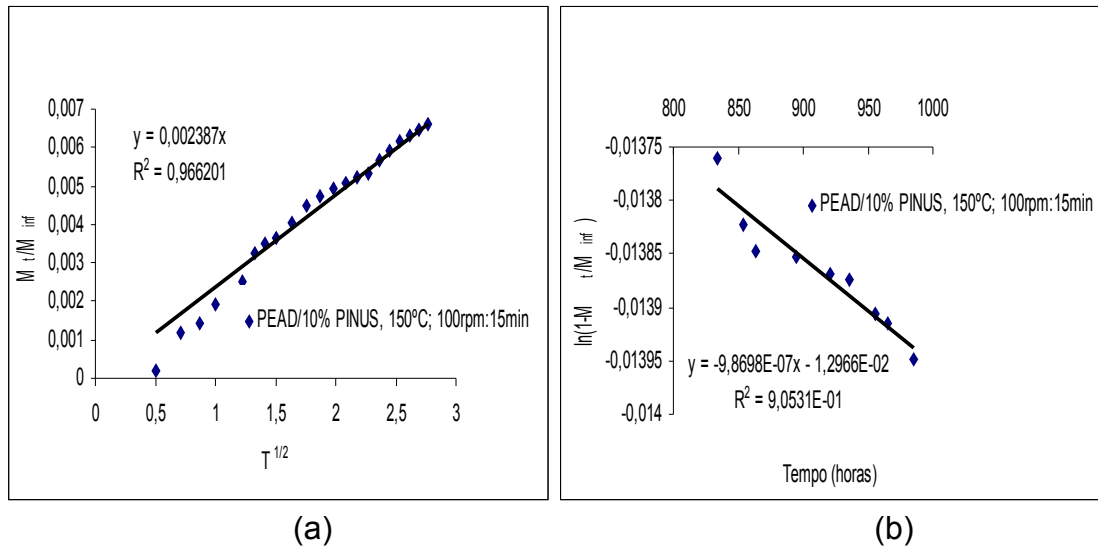 0,007
0,006
0,005
0,004
0,003
0,002
0,001
0
M t/M inf
y = 0,002387x
R2 = 0,966201
PEAD/10% PINUS, 150ºC; 100rpm:15min
0 0,5 1 1,5 2 2,5 3
T 1/2
(a)
800 850 900 950 1000
-0,01375
-0,0138
-0,01385
-0,0139
-0,01395
-0,014
ln(1-M t/M inf)
PEAD/10% PINUS, 150ºC; 100rpm:15min
y = -9,8698E-07x - 1,2966E-02
R2 = 9,0531E-01
Tempo (horas)
(b)